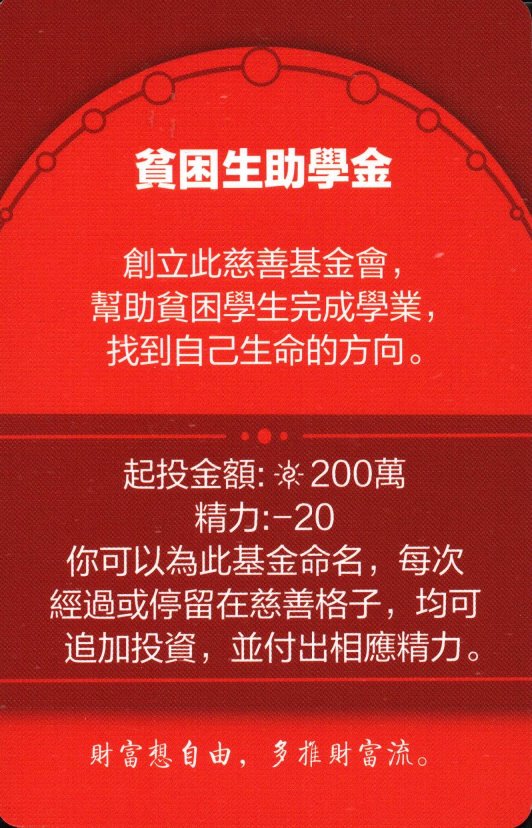 貧困生助學金
創立此慈善基金會，
幫助貧困學生完成學業，
找到自己生命的方向。
起投金額: 200萬
精力:-20
你可以為此基金命名，每次
經過或停留在慈善格子，均可
追加投資，並付出相應精力。
財富想自由，多推財富流。